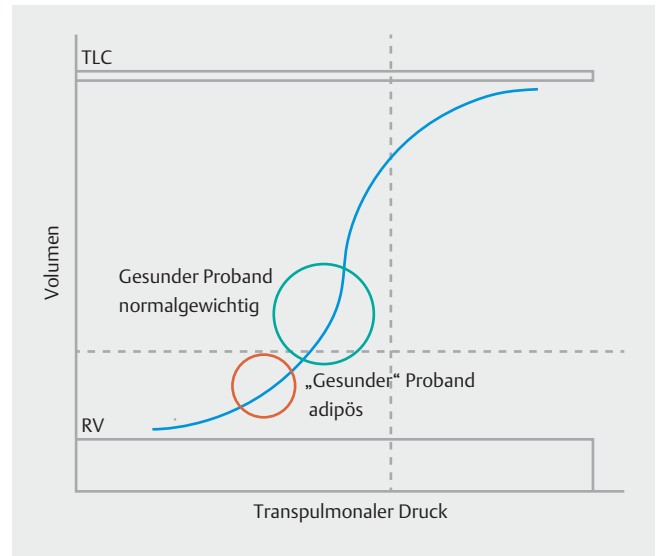 TLC
Volumen
Gesunder Proband
normalgewichtig
„Gesunder“ Proband
adipös
RV
Transpulmonaler Druck